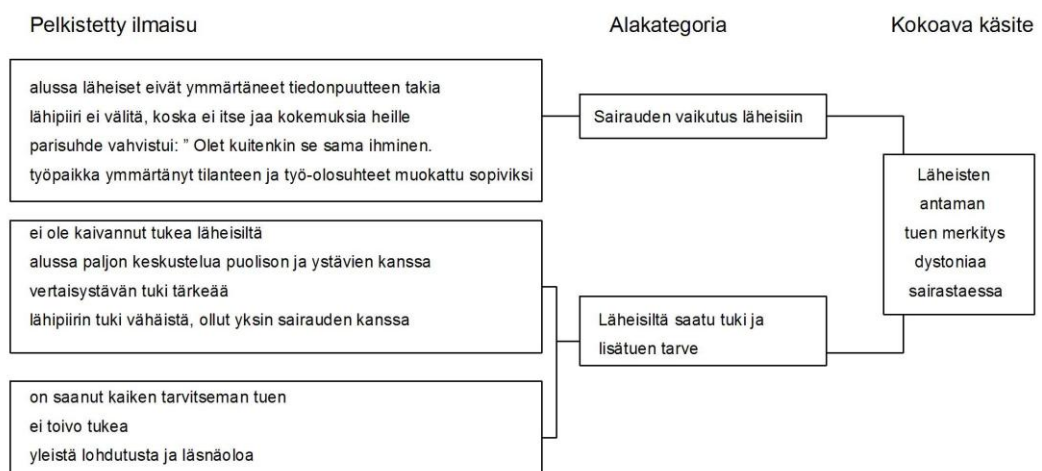 Pelkistetty ilmaisu
Alakategoria
Kokoava käsite
alussa läheiset eivät ymmärtäneet tiedonpuutteen takia
lähipiiri ei välitä, koska ei itse jaa kokemuksia heille
parisuhde vahvistui: ” Olet kuitenkin se sama ihminen.
työpaikka ymmärtänyt tilanteen ja työ-olosuhteet muokattu sopiviksi
Sairauden vaikutus läheisiin
ei ole kaivannut tukea läheisiltä
alussa paljon keskustelua puolison ja ystävien kanssa
vertaisystävän tuki tärkeää
lähipiirin tuki vähäistä, ollut yksin sairauden kanssa
on saanut kaiken tarvitseman tuen
ei toivo tukea
yleistä lohdutusta ja läsnäoloa
Läheisiltä saatu tuki ja
lisätuen tarve
Läheisten
antaman
tuen merkitys
dystoniaa
sairastaessa